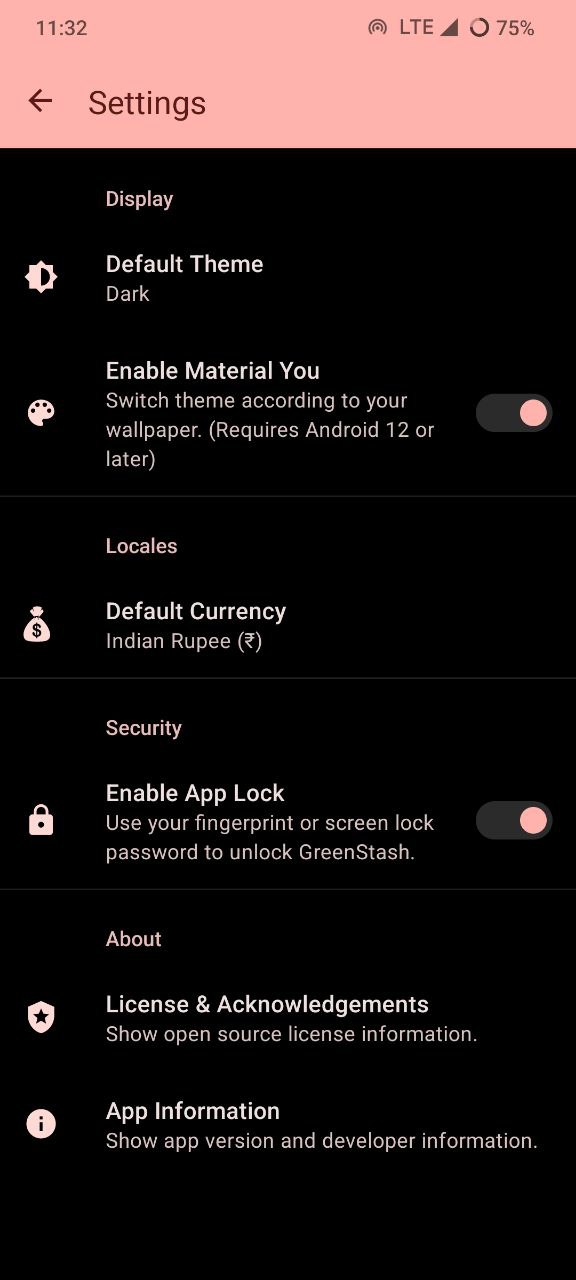 11:32 LTE 75%
Settings
Display
Default Theme
Dark
Enable Material You
Switch theme according to your
wallpaper. (Requires Android 12 or
later)
Locales
$
Default Currency
Indian Rupee (₹)
Security
Enable App Lock
Use your fingerprint or screen lock
password to unlock GreenStash.
About
License & Acknowledgements
Show open source license information.
App Information
Show app version and developer information.